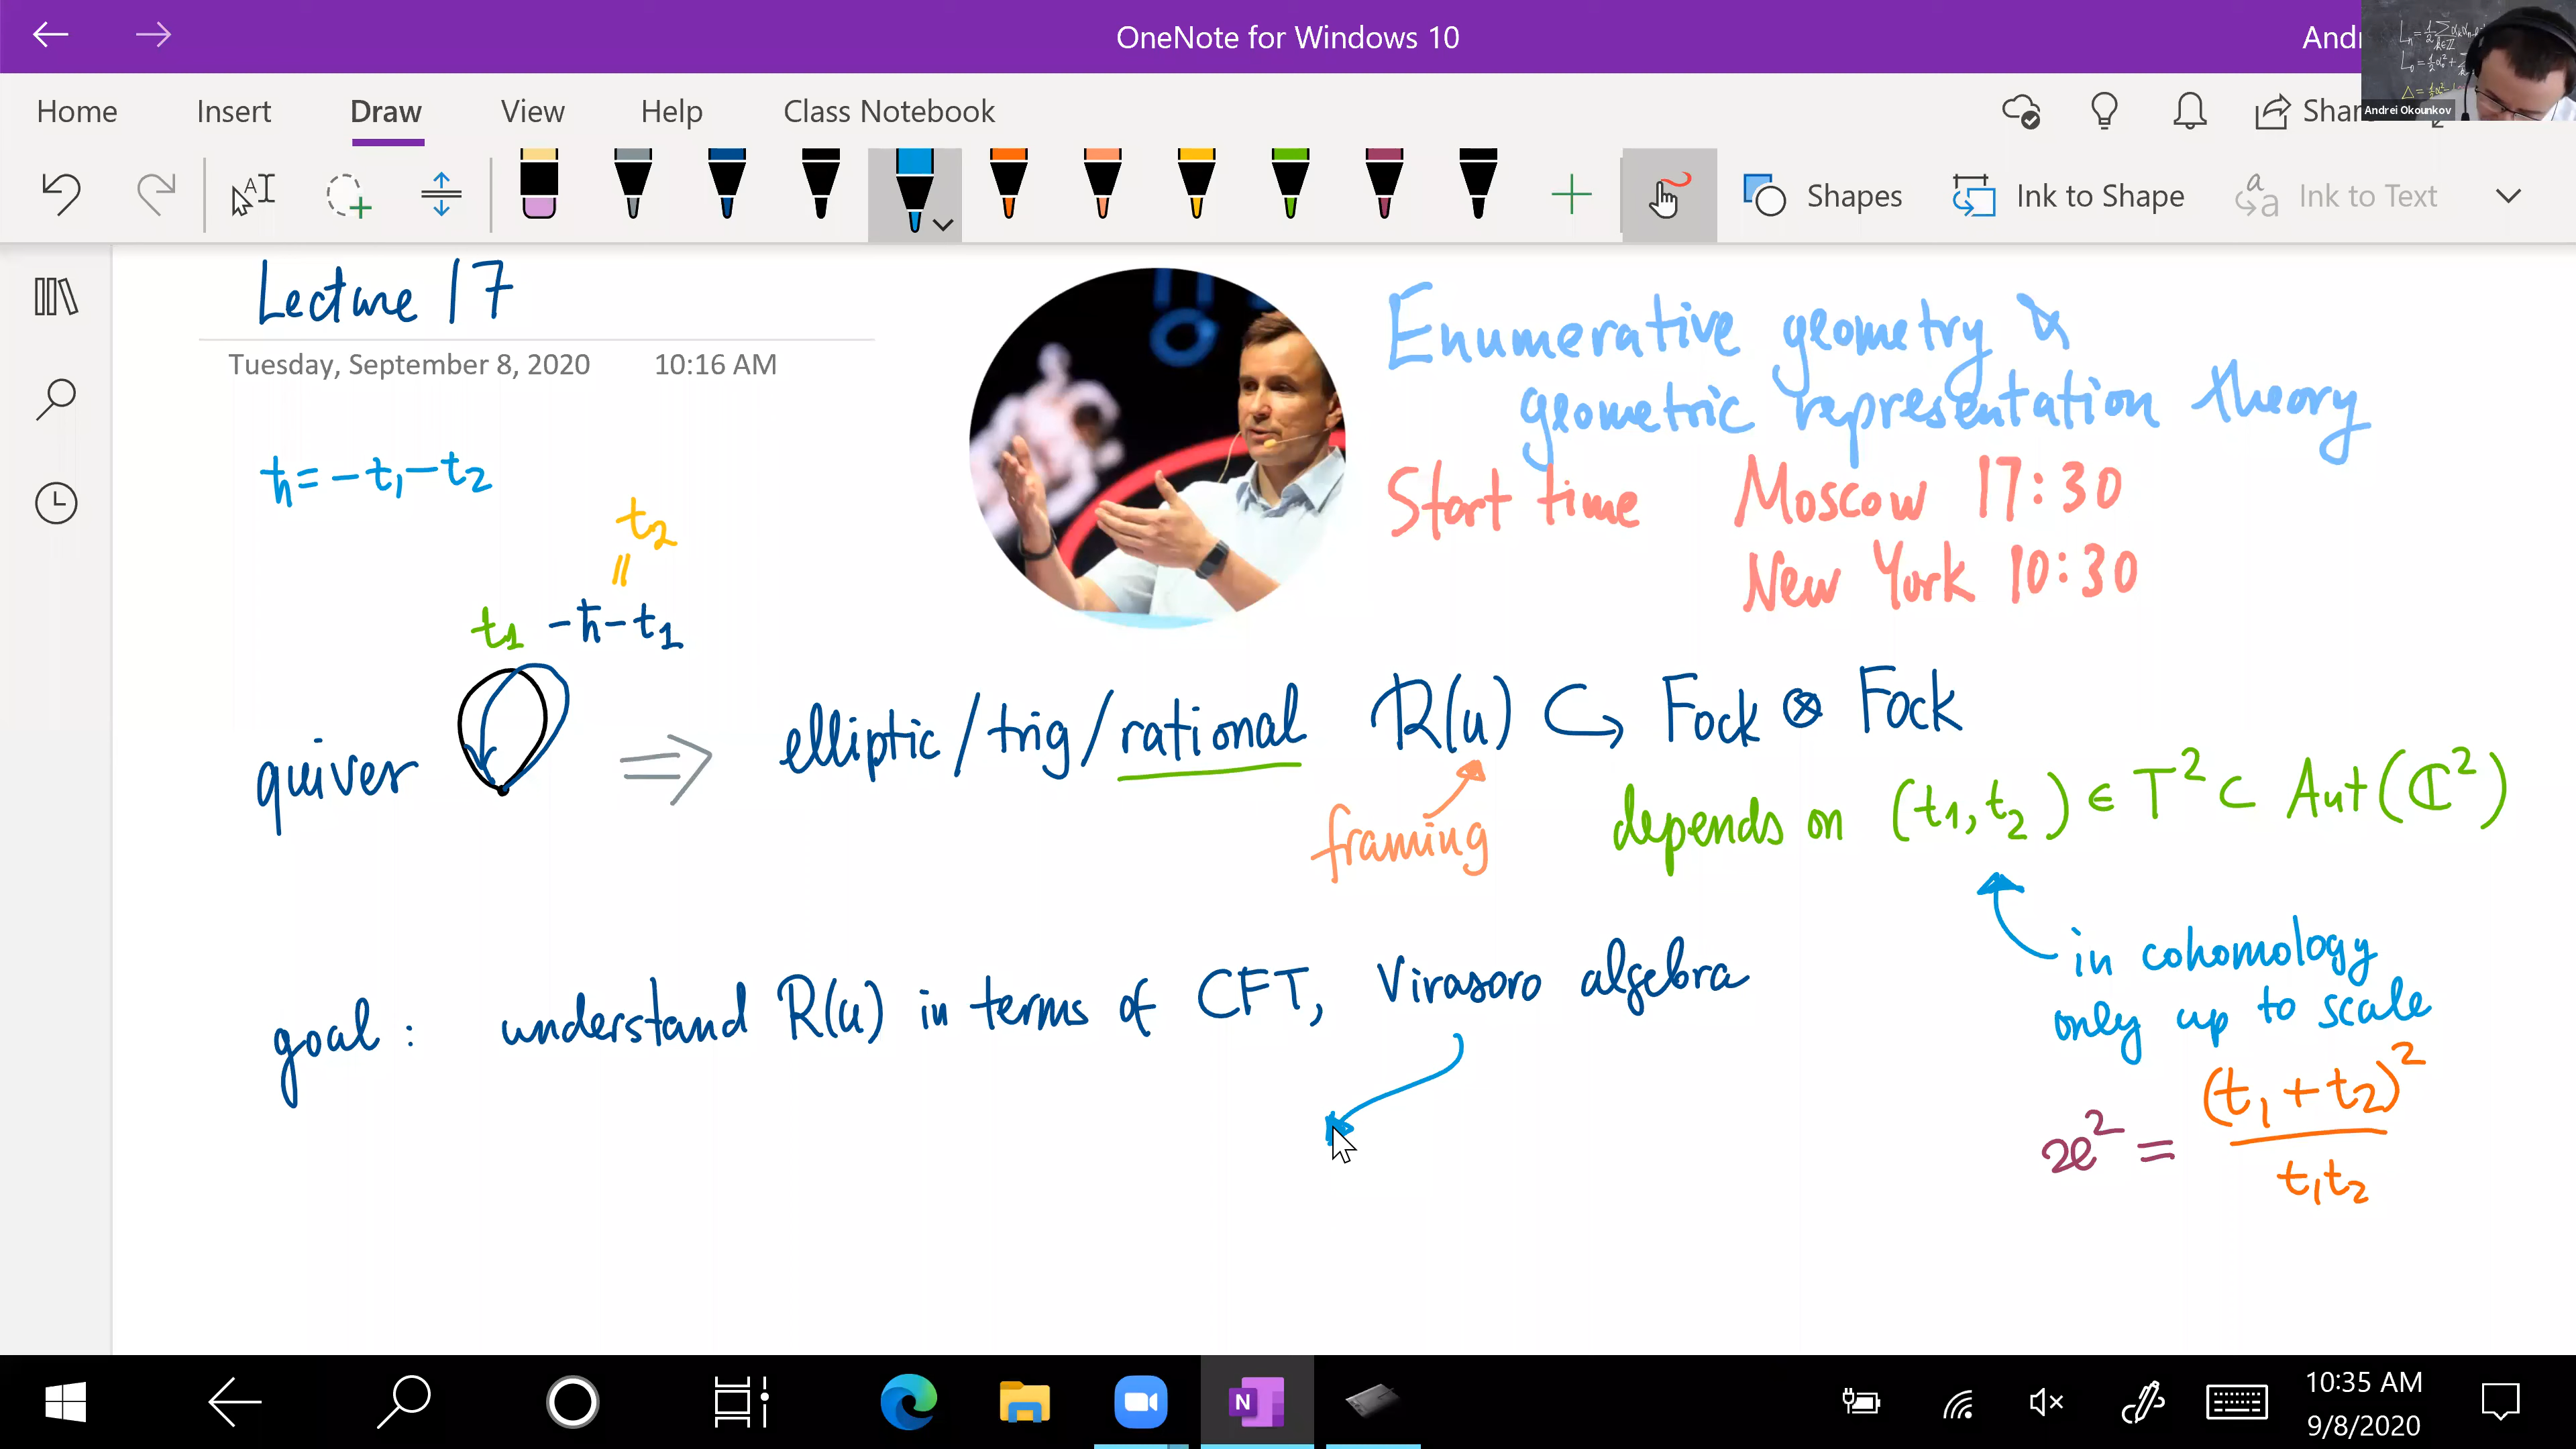 OneNote for Windows 10
Andr
Home Insert Draw View Help Class Notebook Shar
Andrei Okounkov
Shapes Ink to Shape Ink to Text
Lecture 17
Tuesday, September 8, 2020 10:16 AM
Enumerative geometry &
geometric representation theory
Start time Moscow 17:30
New York 10:30
ħ = -t₁-t₂
t₂
=
t₁ -ħ-t₁
quiver ⇒ elliptic/trig/rational R(u) ↪ Fock ⊗ Fock
framing
depends on (t₁,t₂) ∈ T² ⊂ Aut(ℂ²)
in cohomology
only up to scale
goal: understand R(u) in terms of CFT, Virasoro algebra
æ² = (t₁+t₂)² / t₁t₂
10:35 AM
9/8/2020